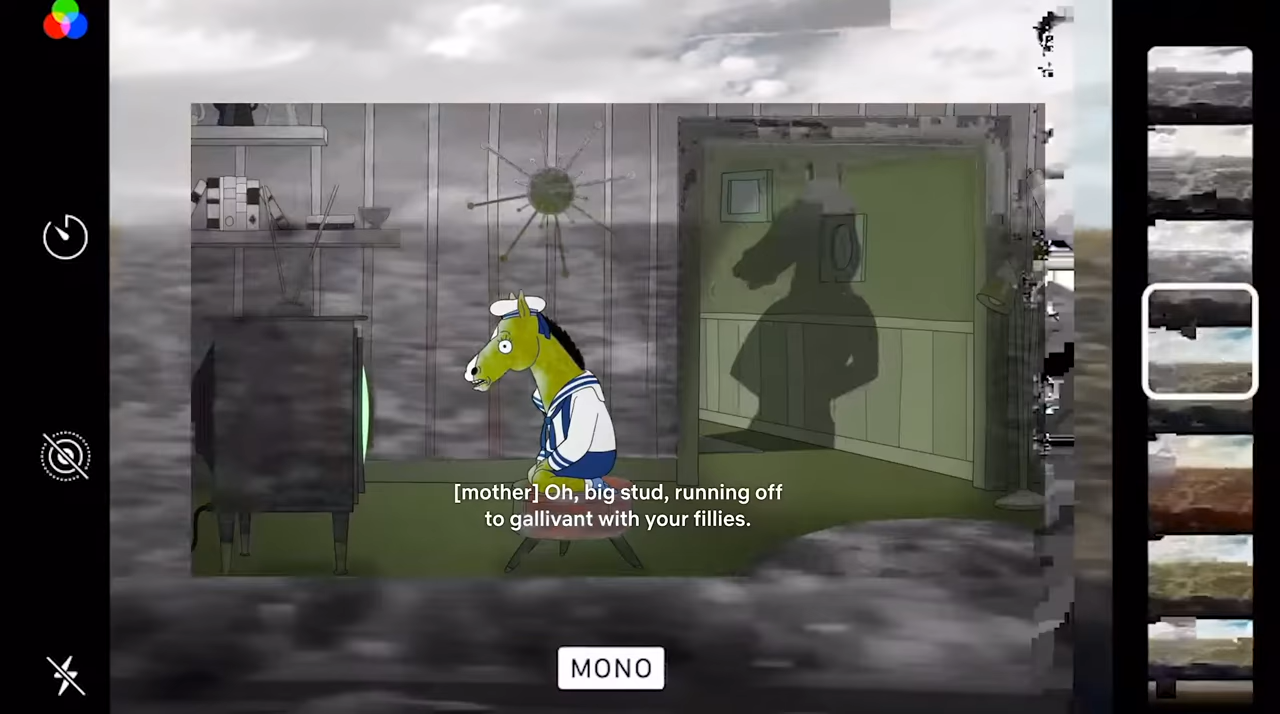 [mother] Oh, big stud, running off
to gallivant with your fillies.
MONO